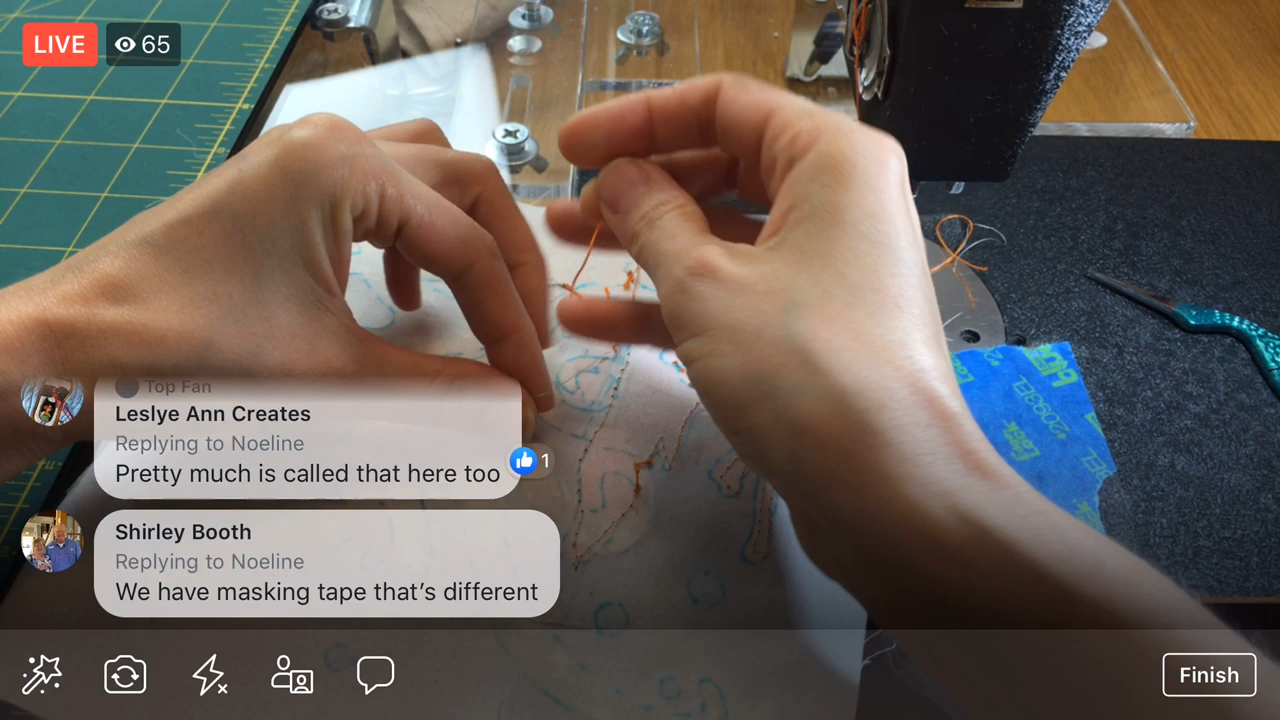 LIVE
65
Top Fan
Leslye Ann Creates
Replying to Noeline
Pretty much is called that here too
1
Shirley Booth
Replying to Noeline
We have masking tape that's different
2093EL
Finish